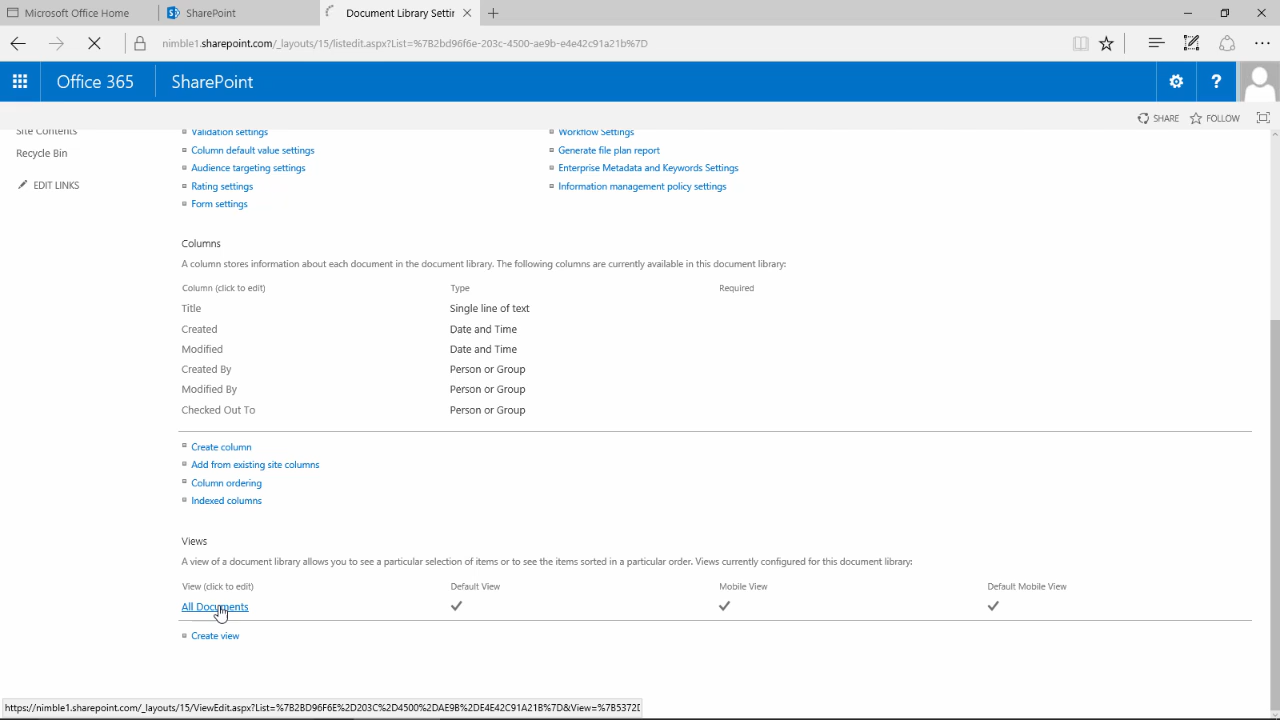 Microsoft Office Home
SharePoint
Document Library Setti
nimble1.sharepoint.com/_layouts/15/listedit.aspx?List=%7B2bd96f6e-203c-4500-ae9b-e4e42c91a21b%7D
Office 365
SharePoint
?
SHARE
FOLLOW
Site Contents
Recycle Bin
EDIT LINKS
Validation settings
Column default value settings
Audience targeting settings
Rating settings
Form settings
Workflow Settings
Generate file plan report
Enterprise Metadata and Keywords Settings
Information management policy settings
Columns
A column stores information about each document in the document library. The following columns are currently available in this document library:
Column (click to edit) Type Required
Title Single line of text
Created Date and Time
Modified Date and Time
Created By Person or Group
Modified By Person or Group
Checked Out To Person or Group
Create column
Add from existing site columns
Column ordering
Indexed columns
Views
A view of a document library allows you to see a particular selection of items or to see the items sorted in a particular order. Views currently configured for this document library:
View (click to edit) Default View Mobile View Default Mobile View
All Documents
Create view
https://nimble1.sharepoint.com/_layouts/15/ViewEdit.aspx?List=%7B2BD96F6E%2D203C%2D4500%2DAE9B%2DE4E42C91A21B%7D&View=%7B5372D